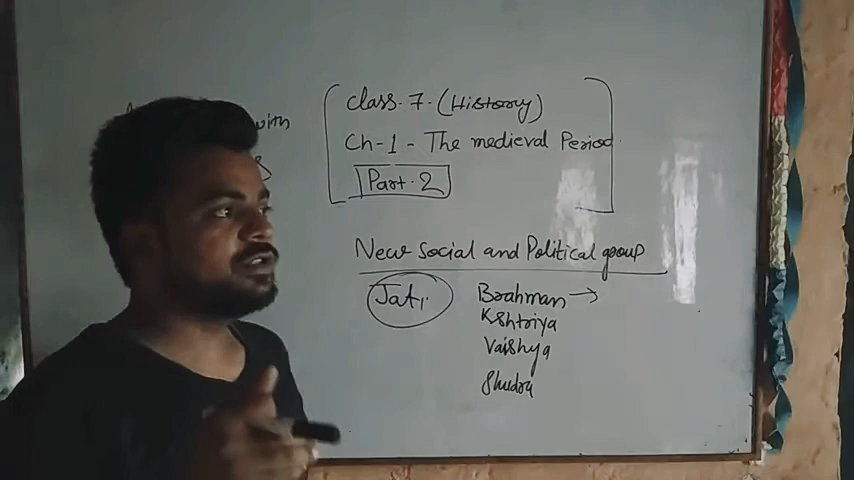 with
Class-7-(History)
Ch-1 - The medieval Period
Part-2
New Social and Political group
Jati
Brahman →
Kshtriya
Vaishya
Shudra